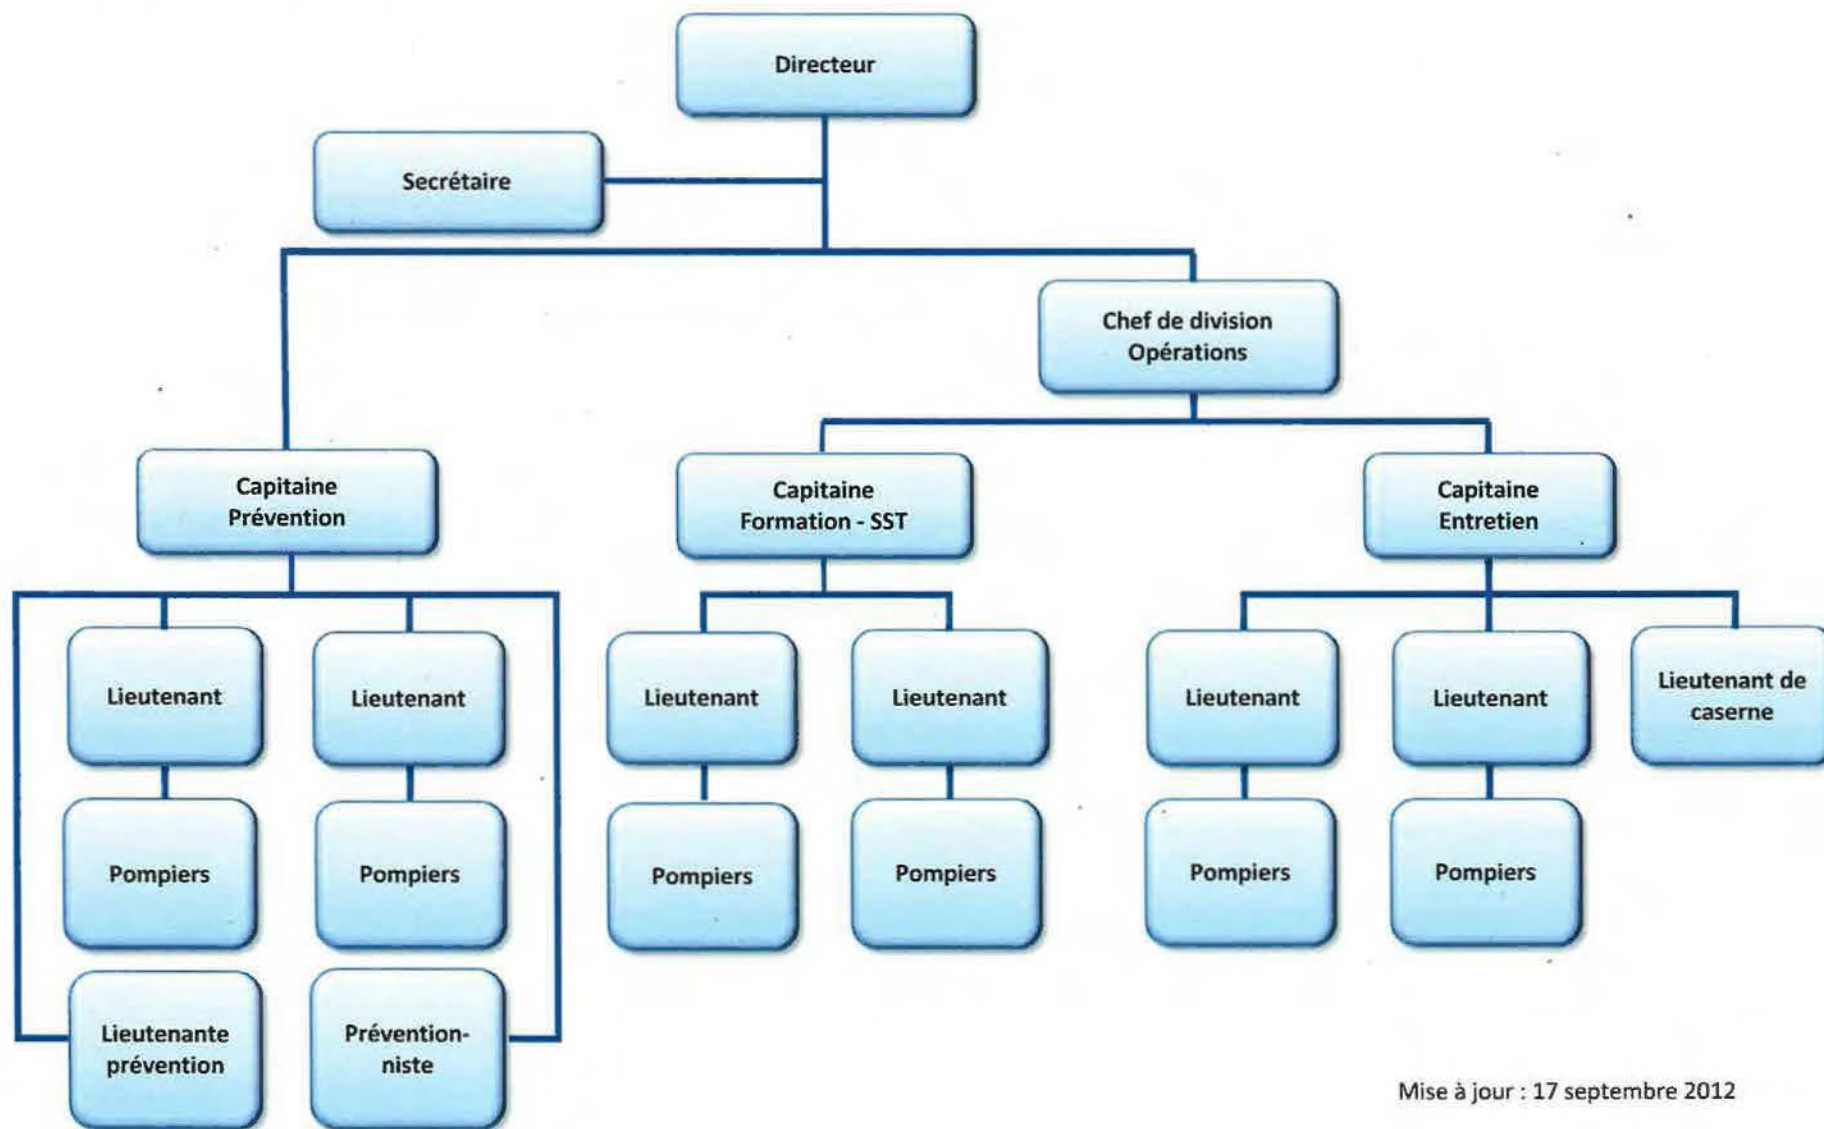 Directeur
Secrétaire
Chef de division
Opérations
Capitaine
Prévention
Capitaine
Formation - SST
Capitaine
Entretien
Lieutenant
Lieutenant
Lieutenant
Lieutenant
Lieutenant
Lieutenant
Lieutenant de
caserne
Pompiers
Pompiers
Pompiers
Pompiers
Pompiers
Pompiers
Lieutenante
prévention
Prévention-
niste
Mise à jour : 17 septembre 2012